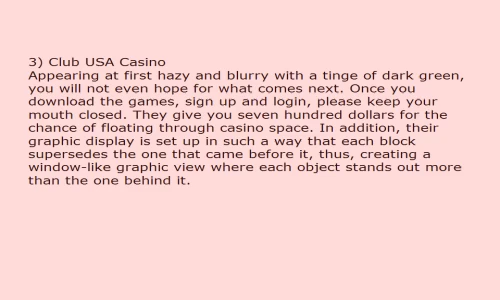 3) Club USA Casino
Appearing at first hazy and blurry with a tinge of dark green,
you will not even hope for what comes next. Once you
download the games, sign up and login, please keep your
mouth closed. They give you seven hundred dollars for the
chance of floating through casino space. In addition, their
graphic display is set up in such a way that each block
supersedes the one that came before it, thus, creating a
window-like graphic view where each object stands out more
than the one behind it.